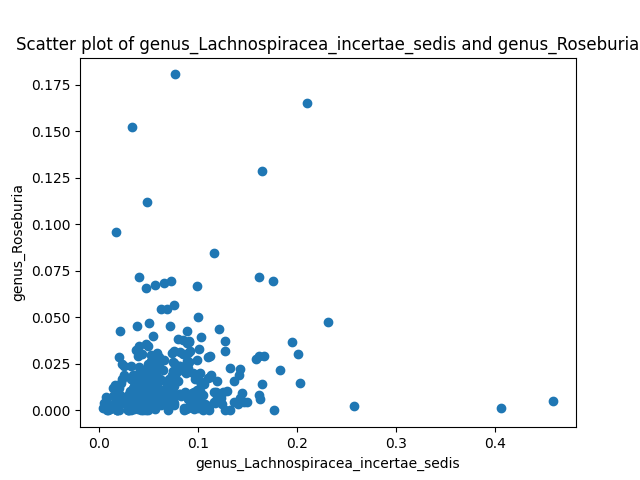 Scatter plot of genus_Lachnospiracea_incertae_sedis and genus_Roseburia
0.175
0.150
0.125
0.100
0.075
0.050
0.025
0.000
genus_Roseburia
0.0 0.1 0.2 0.3 0.4
genus_Lachnospiracea_incertae_sedis